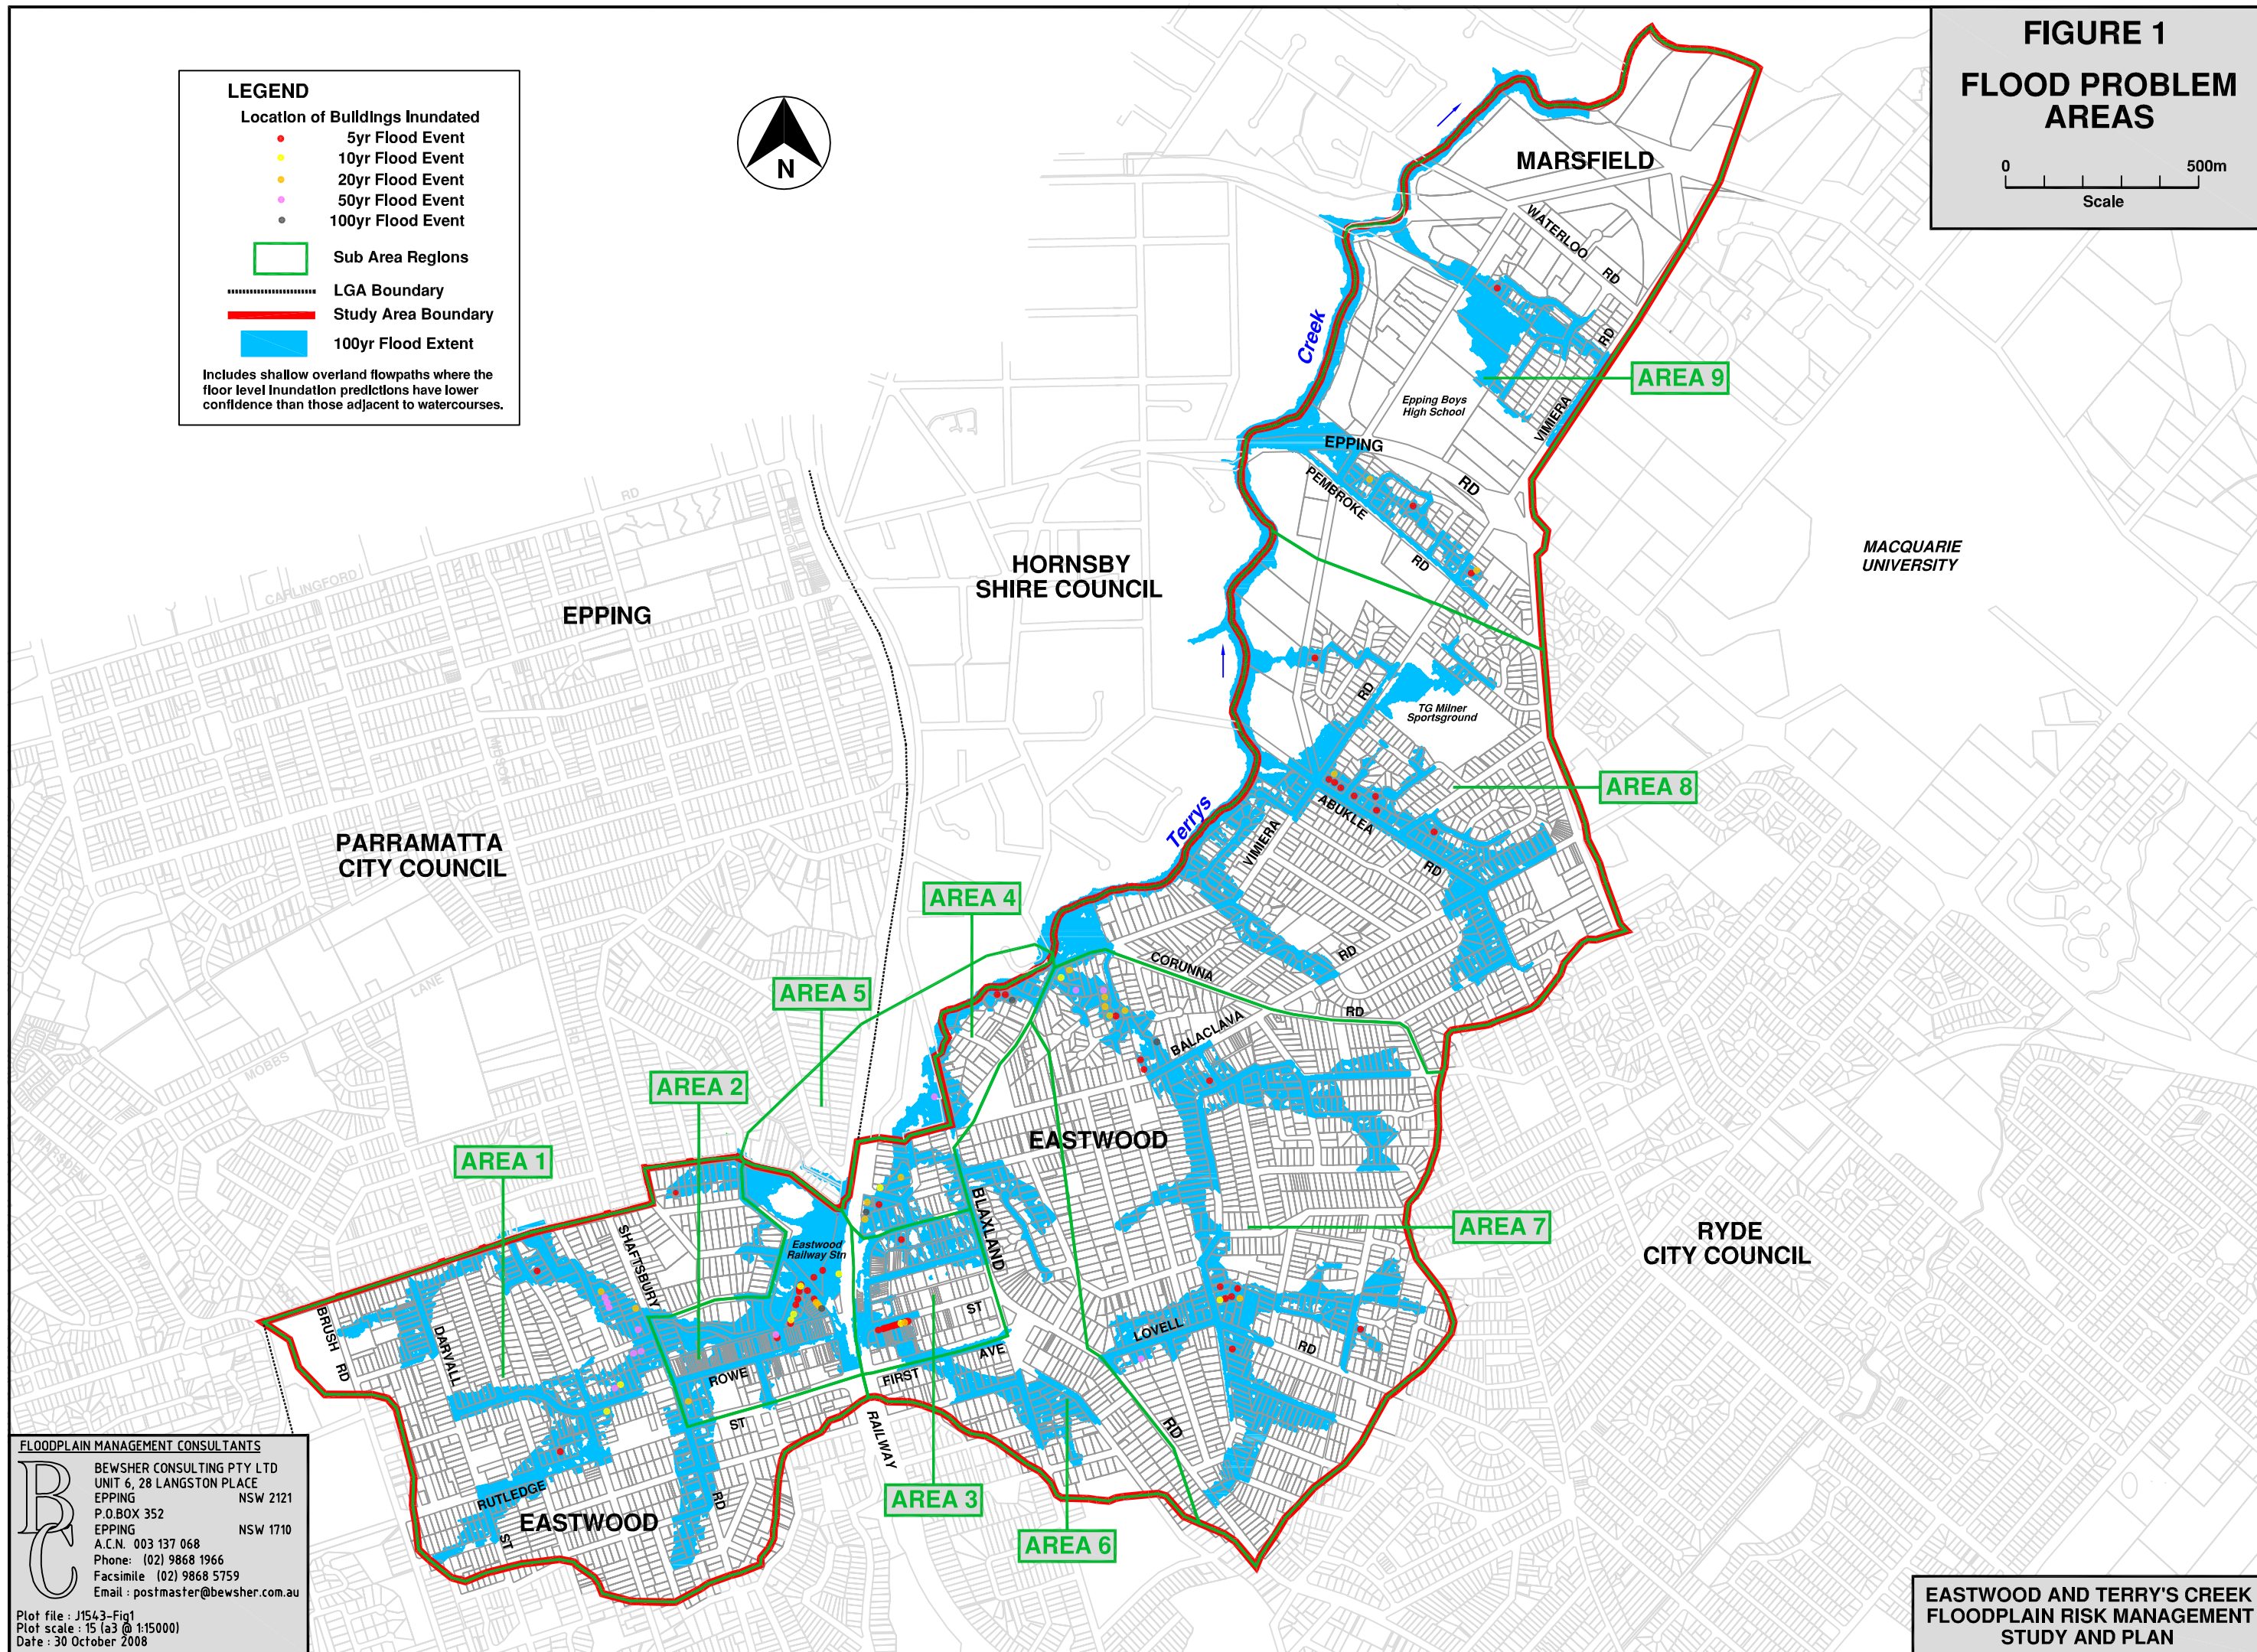 FIGURE 1
FLOOD PROBLEM
AREAS
0 500m
Scale
LEGEND
Location of Buildings Inundated
5yr Flood Event
10yr Flood Event
20yr Flood Event
50yr Flood Event
100yr Flood Event
Sub Area Regions
LGA Boundary
Study Area Boundary
100yr Flood Extent
Includes shallow overland flowpaths where the
floor level inundation predictions have lower
confidence than those adjacent to watercourses.
N
MARSFIELD
WATERLOO
RD
Creek
RD
AREA 9
Epping Boys
High School
VIMIERA
EPPING
RD
PEMBROKE
RD
RD
CARLINGFORD
EPPING
HORNSBY
SHIRE COUNCIL
MACQUARIE
UNIVERSITY
RD
TG Milner
Sportsground
AREA 8
ABUKLEA
RD
Terrys
VIMIERA
RD
PARRAMATTA
CITY COUNCIL
AREA 4
CORUNNA
RD
AREA 5
LANE
MOBBS
BALACLAVA
AREA 2
MARSDEN
EASTWOOD
AREA 1
BLAXLAND
AREA 7
RYDE
CITY COUNCIL
SHAFTSBURY
Eastwood
Railway Stn
BRUSH
RD
DARVALL
ST
LOVELL
RD
AVE
FIRST
ROWE
ST
RAILWAY
RD
RD
AREA 3
AREA 6
RUTLEDGE
ST
EASTWOOD
FLOODPLAIN MANAGEMENT CONSULTANTS
BC
BEWSHER CONSULTING PTY LTD
UNIT 6, 28 LANGSTON PLACE
EPPING NSW 2121
P.O.BOX 352
EPPING NSW 1710
A.C.N. 003 137 068
Phone: (02) 9868 1966
Facsimile (02) 9868 5759
Email : postmaster@bewsher.com.au
Plot file : J1543-Fig1
Plot scale : 15 (a3 @ 1:15000)
Date : 30 October 2008
EASTWOOD AND TERRY'S CREEK
FLOODPLAIN RISK MANAGEMENT
STUDY AND PLAN